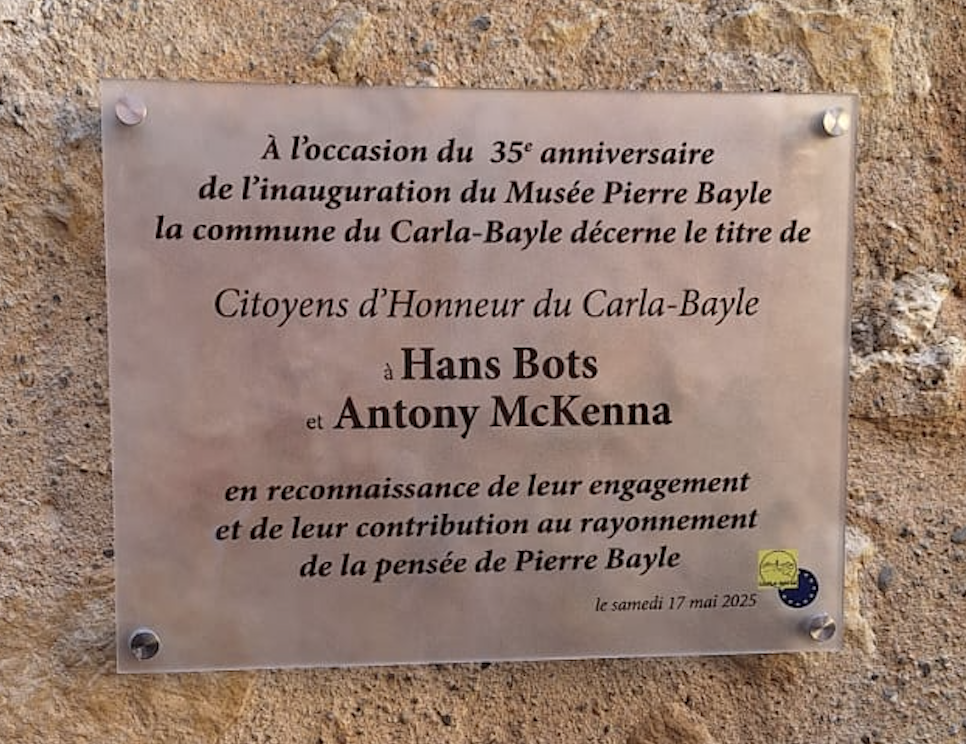 À l'occasion du 35e anniversaire
de l'inauguration du Musée Pierre Bayle
la commune du Carla-Bayle décerne le titre de
Citoyens d'Honneur du Carla-Bayle
à Hans Bots
et Antony McKenna
en reconnaissance de leur engagement
et de leur contribution au rayonnement
de la pensée de Pierre Bayle
le samedi 17 mai 2025